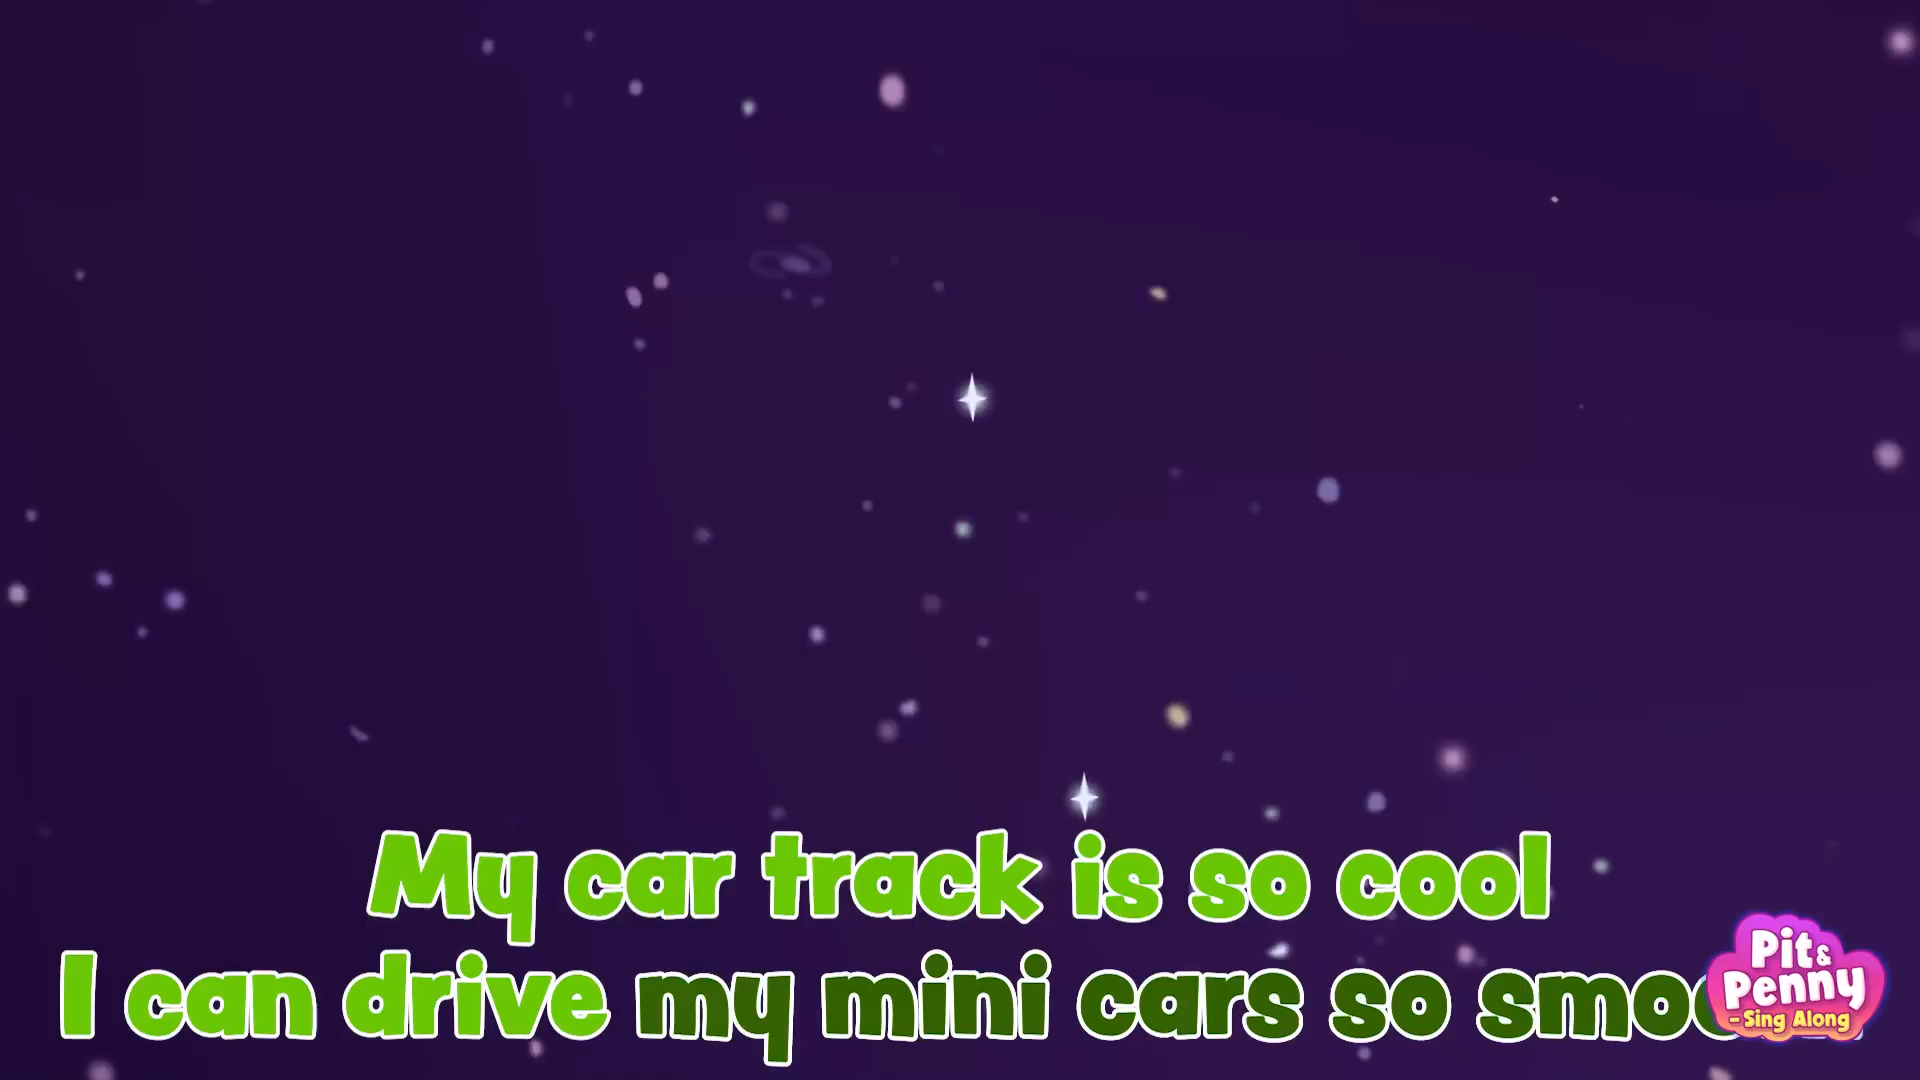 My car track is so cool
I can drive my mini cars so
Pit &
Penny
- Sing Along